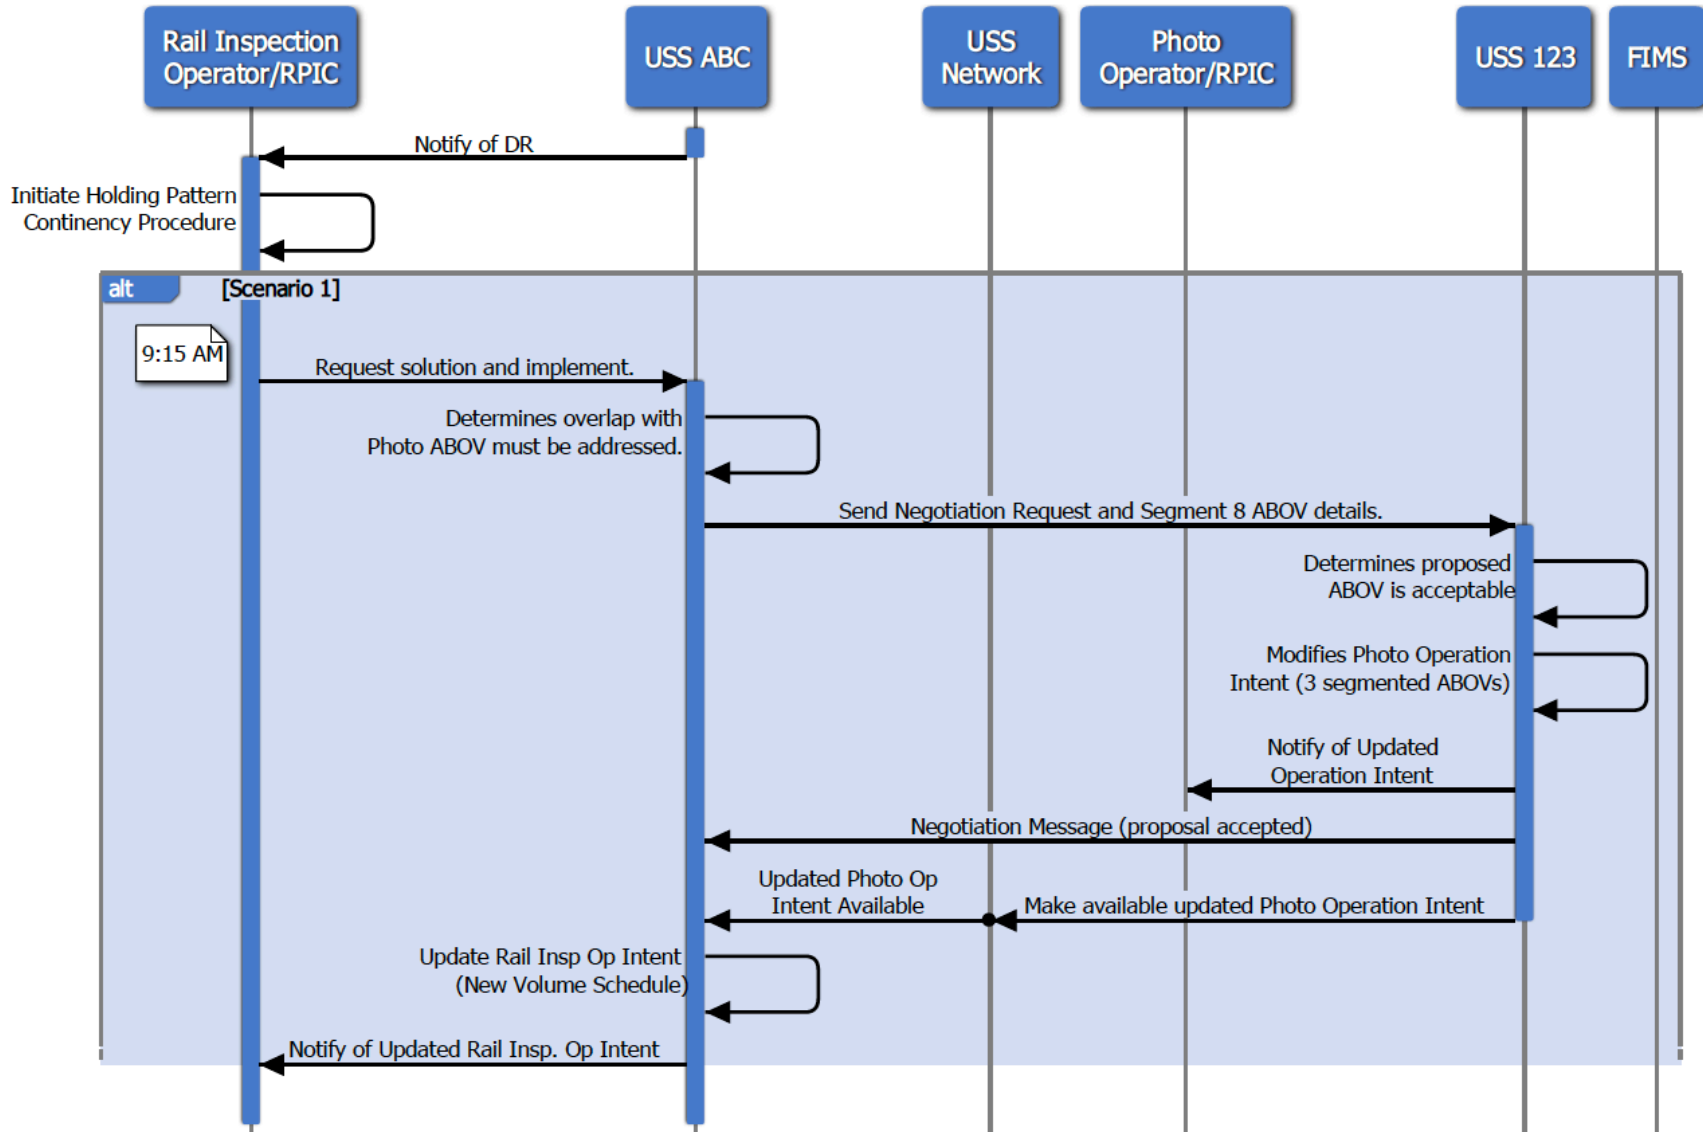 Rail Inspection
Operator/RPIC
USS ABC
USS
Network
Photo
Operator/RPIC
USS 123
FIMS
Notify of DR
Initiate Holding Pattern
Continency Procedure
alt
[Scenario 1]
9:15 AM
Request solution and implement.
Determines overlap with
Photo ABOV must be addressed.
Send Negotiation Request and Segment 8 ABOV details.
Determines proposed
ABOV is acceptable
Modifies Photo Operation
Intent (3 segmented ABOVs)
Notify of Updated
Operation Intent
Negotiation Message (proposal accepted)
Updated Photo Op
Intent Available
Make available updated Photo Operation Intent
Update Rail Insp Op Intent
(New Volume Schedule)
Notify of Updated Rail Insp. Op Intent